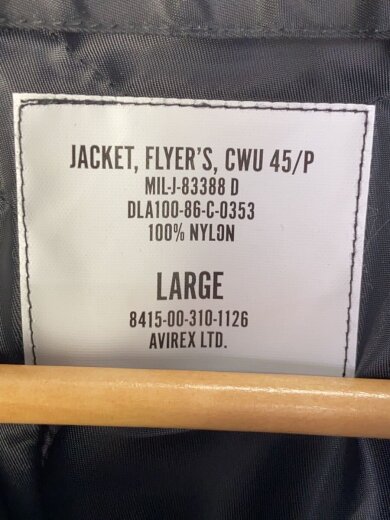 JACKET, FLYER'S, CWU 45/P
MIL-J-83388 D
DLA100-86-C-0353
100% NYLON
LARGE
8415-00-310-1126
AVIREX LTD.